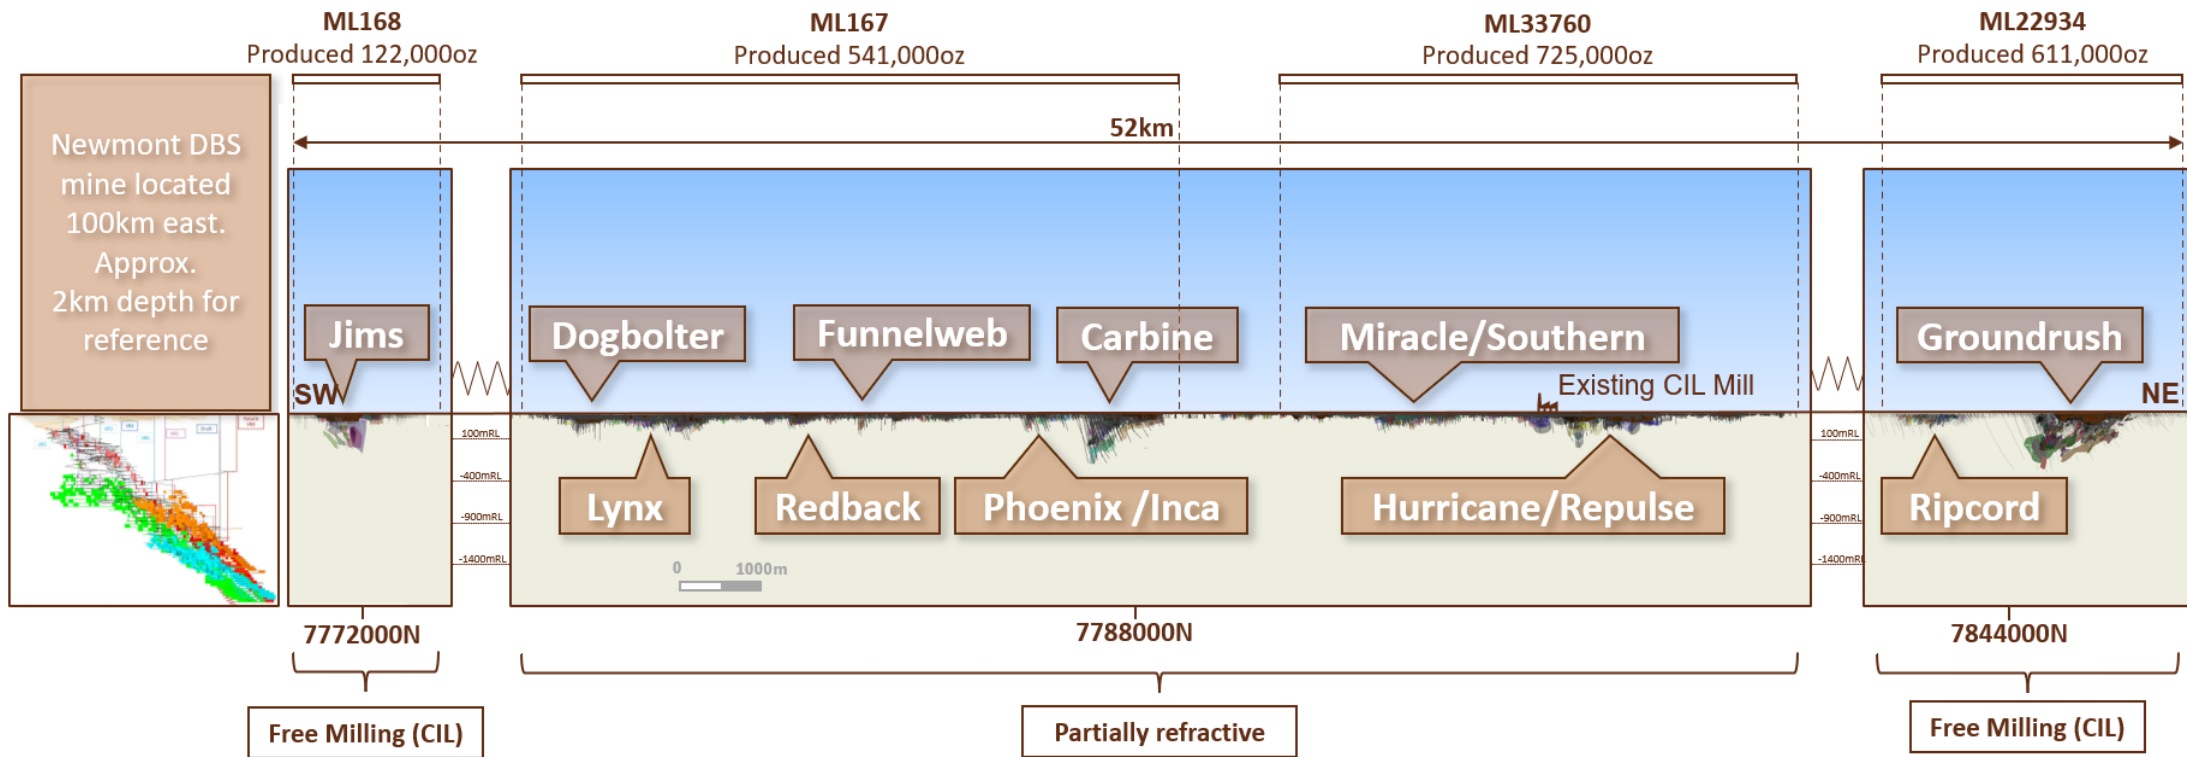 ML168
Produced 122,000oz
ML167
Produced 541,000oz
ML33760
Produced 725,000oz
ML22934
Produced 611,000oz
52km
Newmont DBS
mine located
100km east.
Approx.
2km depth for
reference
Jims
Dogbolter
Funnelweb
Carbine
Miracle/Southern
Groundrush
SW
Existing CIL Mill
NE
100mRL
-400mRL
-900mRL
-1400mRL
100mRL
-400mRL
-900mRL
-1400mRL
Lynx
Redback
Phoenix /Inca
Hurricane/Repulse
Ripcord
0 1000m
7772000N
7788000N
7844000N
Free Milling (CIL)
Partially refractive
Free Milling (CIL)